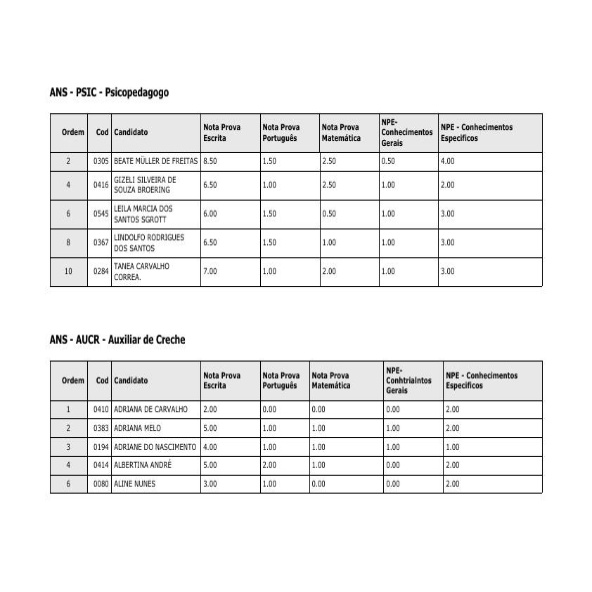 ANS - PSIC - Psicopedagogo
Ordem Cod Candidato Nota Prova Escrita Nota Prova Português Nota Prova Matemática NPE- Conhecimentos Gerais NPE - Conhecimentos Especificos
2 0305 BEATE MÜLLER DE FREITAS 8.50 1.50 2.50 0.50 4.00
4 0416 GIZELI SILVEIRA DE SOUZA BROERING 6.50 1.00 2.50 1.00 2.00
6 0545 LEILA MARCIA DOS SANTOS SGROTT 6.00 1.50 0.50 1.00 3.00
8 0367 LINDOLFO RODRIGUES DOS SANTOS 6.50 1.50 1.00 1.00 3.00
10 0284 TANEA CARVALHO CORREA. 7.00 1.00 2.00 1.00 3.00
ANS - AUCR - Auxiliar de Creche
Ordem Cod Candidato Nota Prova Escrita Nota Prova Português Nota Prova Matemática NPE- Conhtriaintos Gerais NPE - Conhecimentos Especificos
1 0410 ADRIANA DE CARVALHO 2.00 0.00 0.00 0.00 2.00
2 0383 ADRIANA MELO 5.00 1.00 1.00 1.00 2.00
3 0194 ADRIANE DO NASCIMENTO 4.00 1.00 1.00 1.00 1.00
4 0414 ALBERTINA ANDRÉ 5.00 2.00 1.00 0.00 2.00
6 0080 ALINE NUNES 3.00 1.00 0.00 0.00 2.00